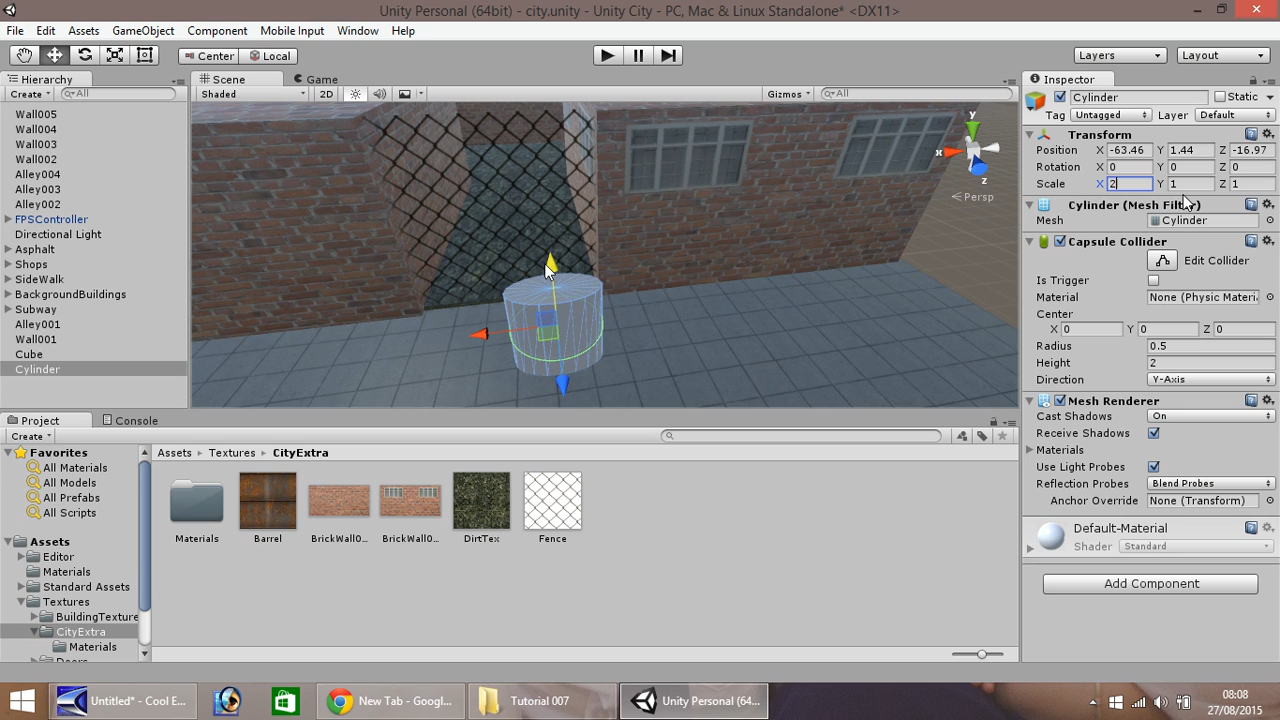 Unity Personal (64bit) - city.unity - Unity City - PC, Mac & Linux Standalone* <DX11>
File Edit Assets GameObject Component Mobile Input Window Help
Center Local Layers Layout
Hierarchy
Create All
Wall005
Wall004
Wall003
Wall002
Alley004
Alley003
Alley002
FPSController
Directional Light
Asphalt
Shops
SideWalk
BackgroundBuildings
Subway
Alley001
Wall001
Cube
Cylinder
Scene Game
Shaded 2D Gizmos All
y
x
z
Persp
Inspector
Cylinder Static
Tag Untagged Layer Default
Transform
Position X -63.46 Y 1.44 Z -16.97
Rotation X 0 Y 0 Z 0
Scale X 2 Y 1 Z 1
Cylinder (Mesh Filter)
Mesh Cylinder
Capsule Collider
Edit Collider
Is Trigger
Material None (Physic Materi
Center
X 0 Y 0 Z 0
Radius 0.5
Height 2
Direction Y-Axis
Mesh Renderer
Cast Shadows On
Receive Shadows
Materials
Use Light Probes
Reflection Probes Blend Probes
Anchor Override None (Transform)
Default-Material
Shader Standard
Add Component
Project Console
Create
Favorites
All Materials
All Models
All Prefabs
All Scripts
Assets
Editor
Materials
Standard Assets
Textures
BuildingTexture
CityExtra
Materials
Assets Textures CityExtra
Materials Barrel BrickWall0... BrickWall0... DirtTex Fence
Untitled* - Cool E... New Tab - Googl... Tutorial 007 Unity Personal (64...
08:08
27/08/2015